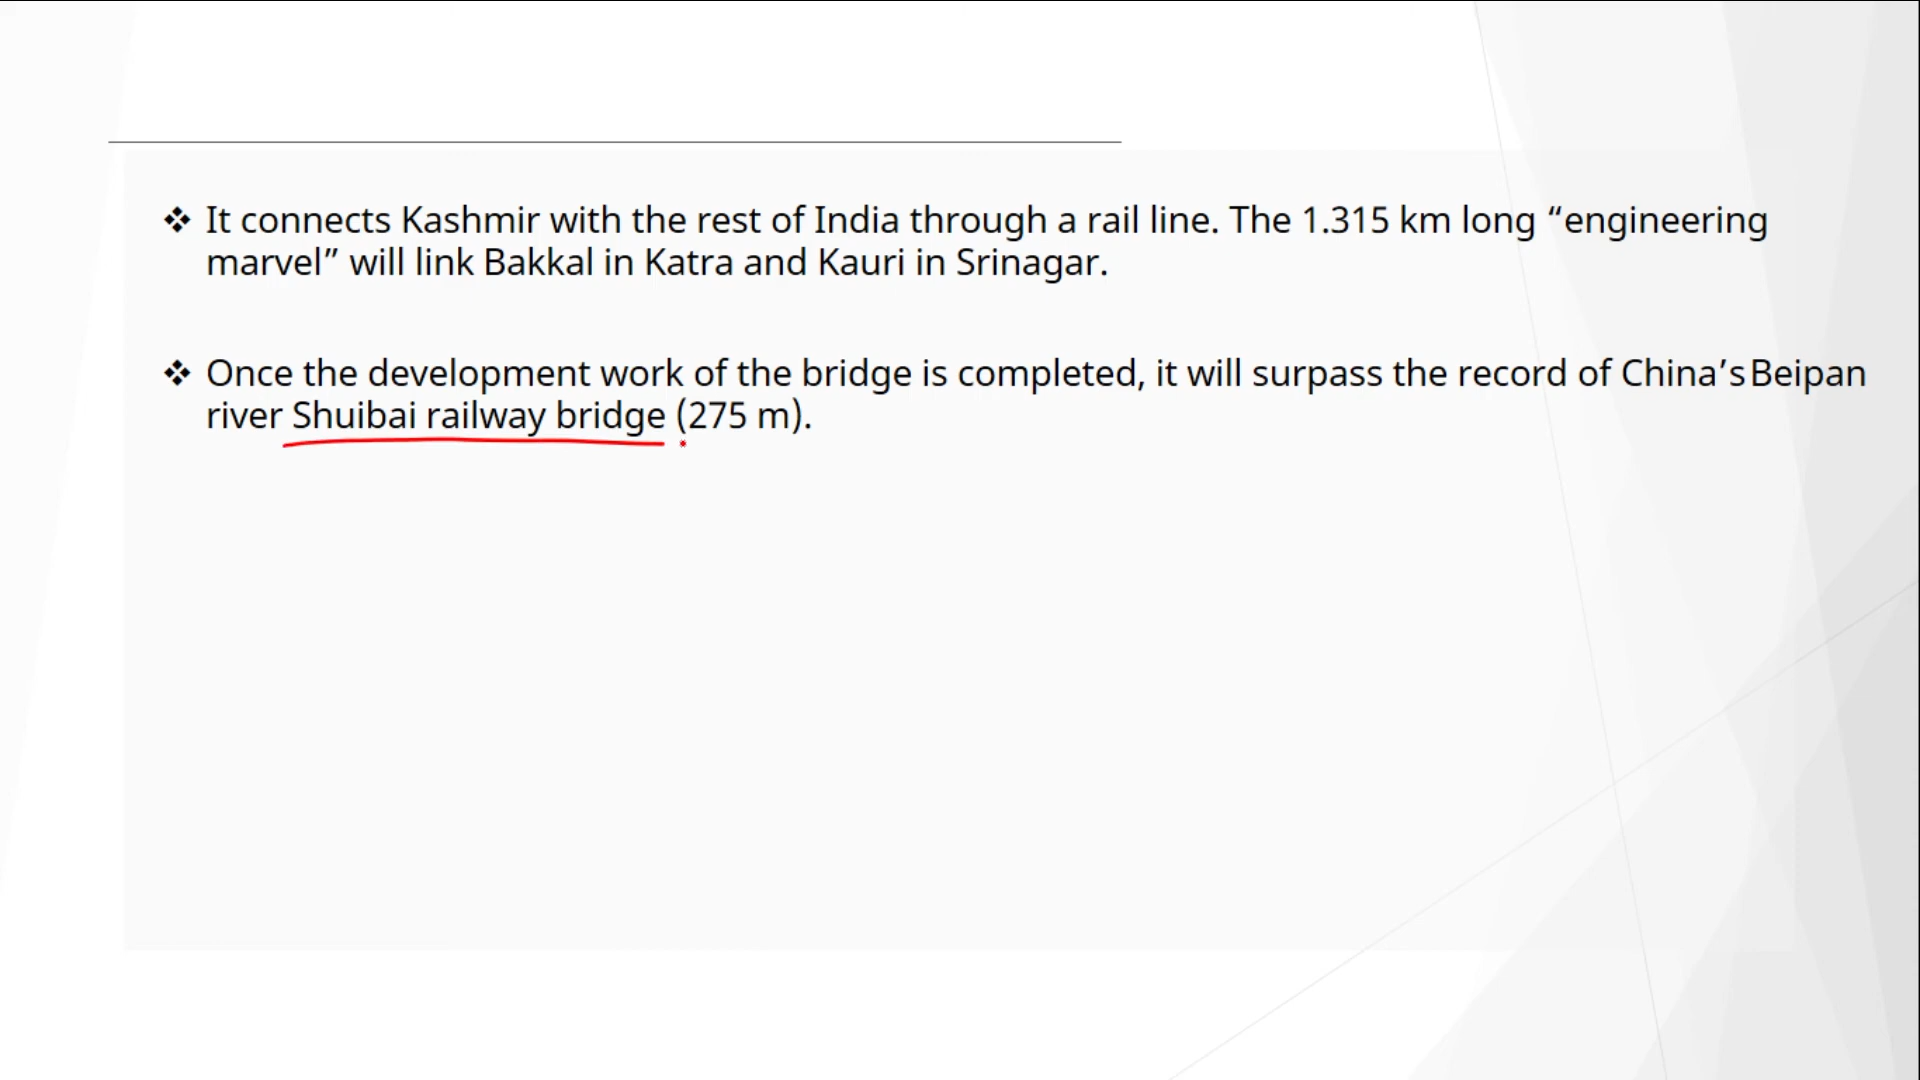 It connects Kashmir with the rest of India through a rail line. The 1.315 km long “engineering
marvel” will link Bakkal in Katra and Kauri in Srinagar.
Once the development work of the bridge is completed, it will surpass the record of China’s Beipan
river Shuibai railway bridge (275 m).